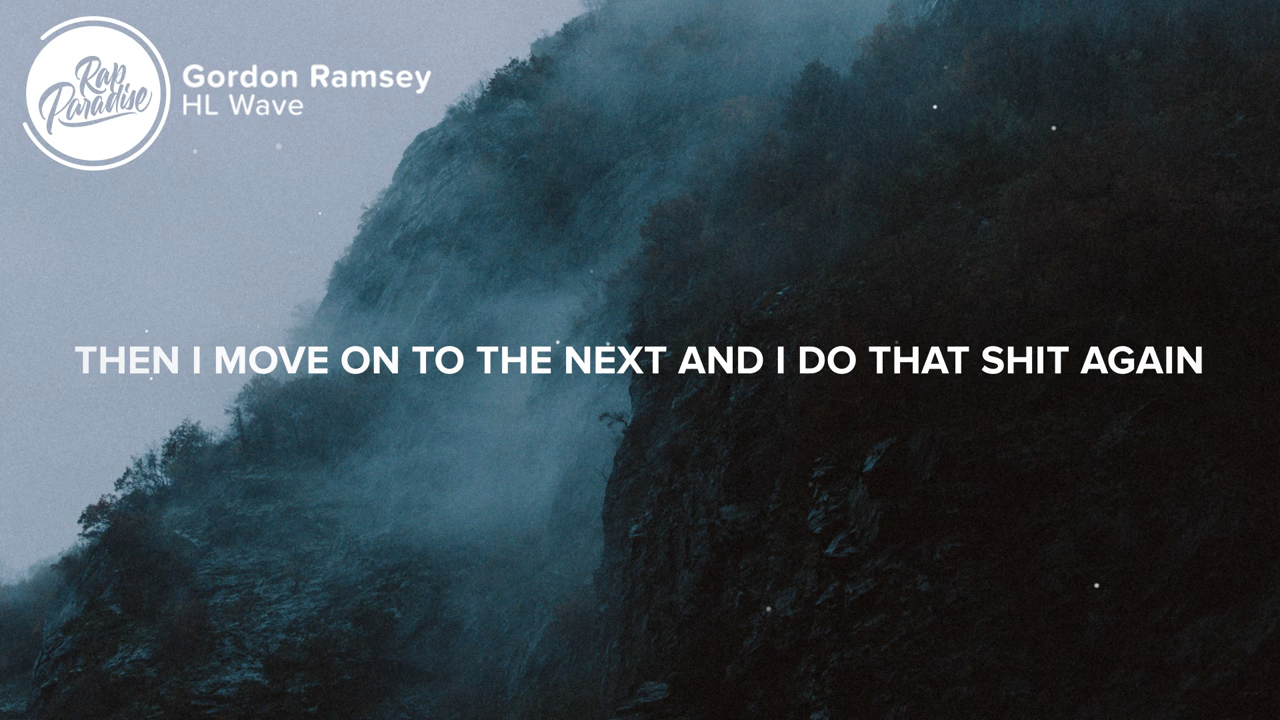 Rap
Paradise
Gordon Ramsey
HL Wave
THEN I MOVE ON TO THE NEXT AND I DO THAT SHIT AGAIN